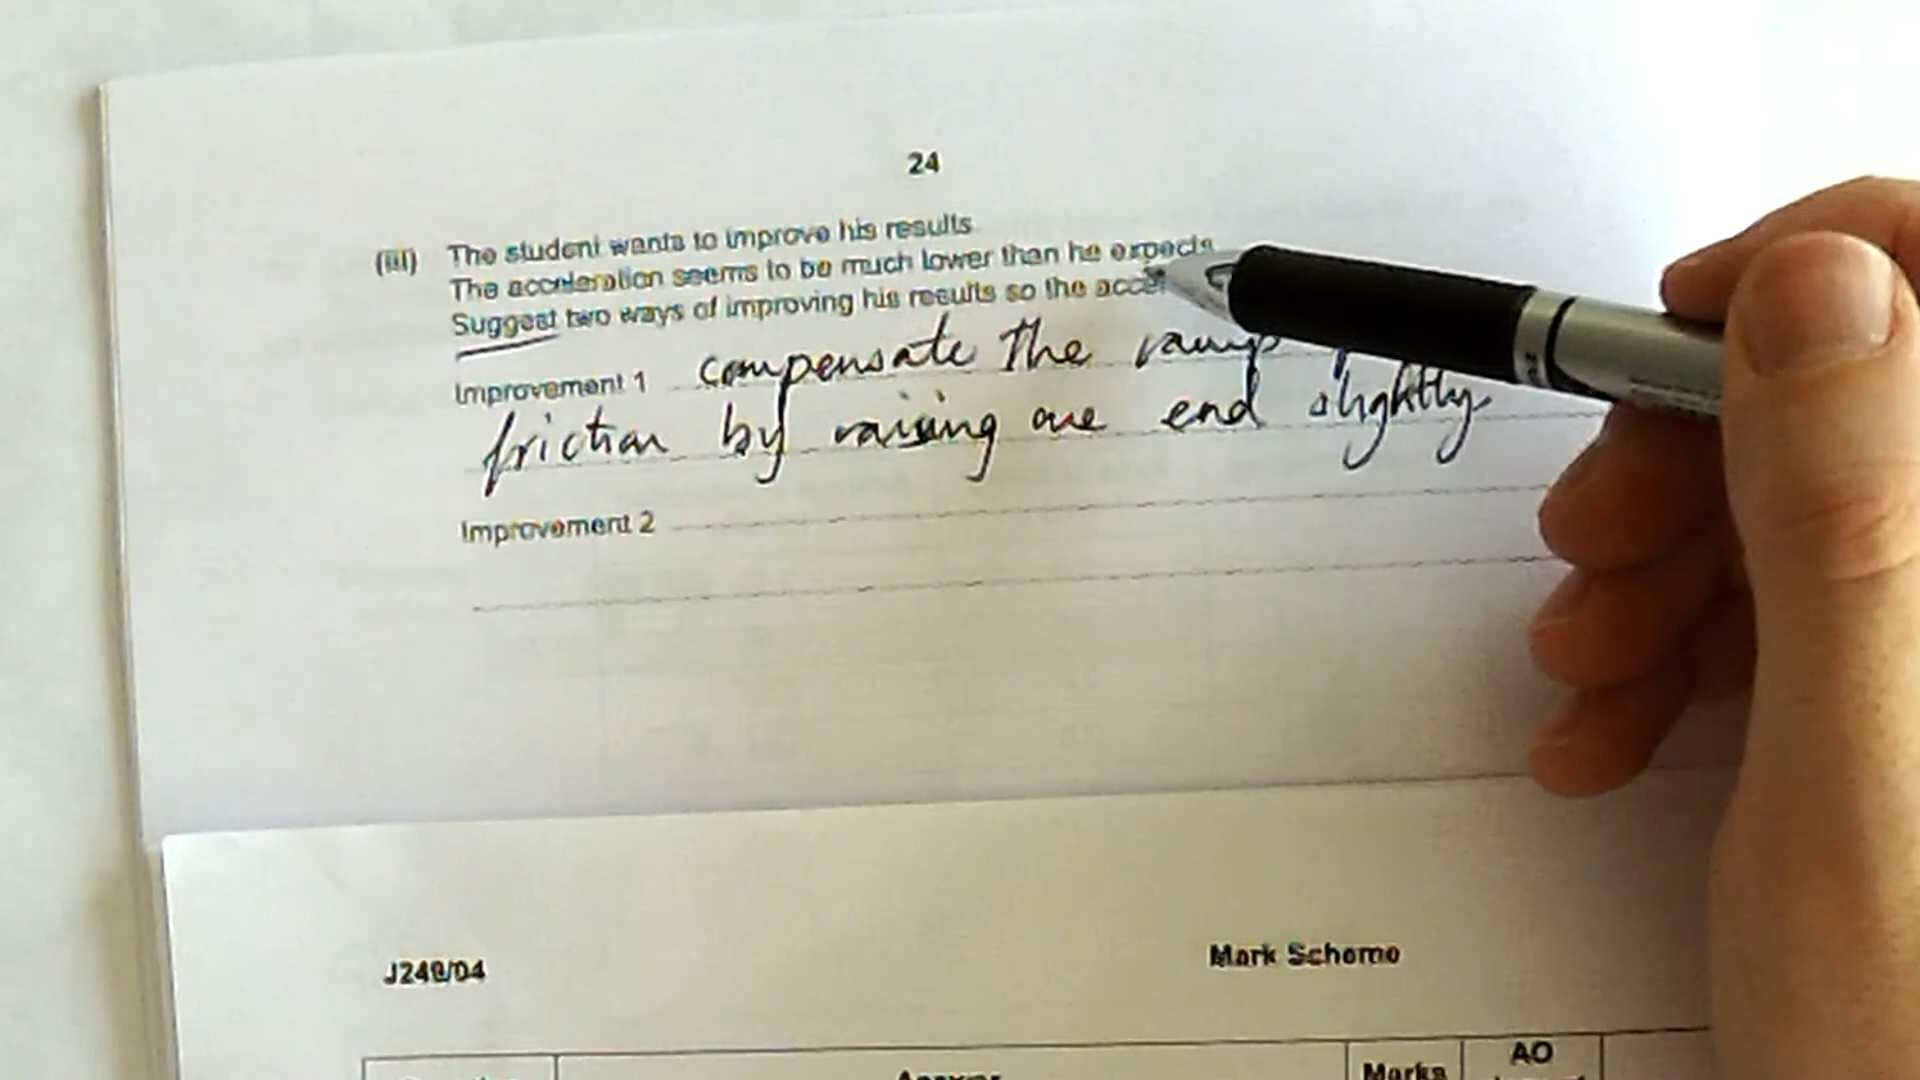 24
(iii) The student wants to improve his results
The acceleration seems to be much lower than he expects.
Suggest two ways of improving his results so the
Improvement 1 compensate the ramp
friction by raising one end slightly.
Improvement 2
J249/04 Mark Scheme
Answer Marks AO